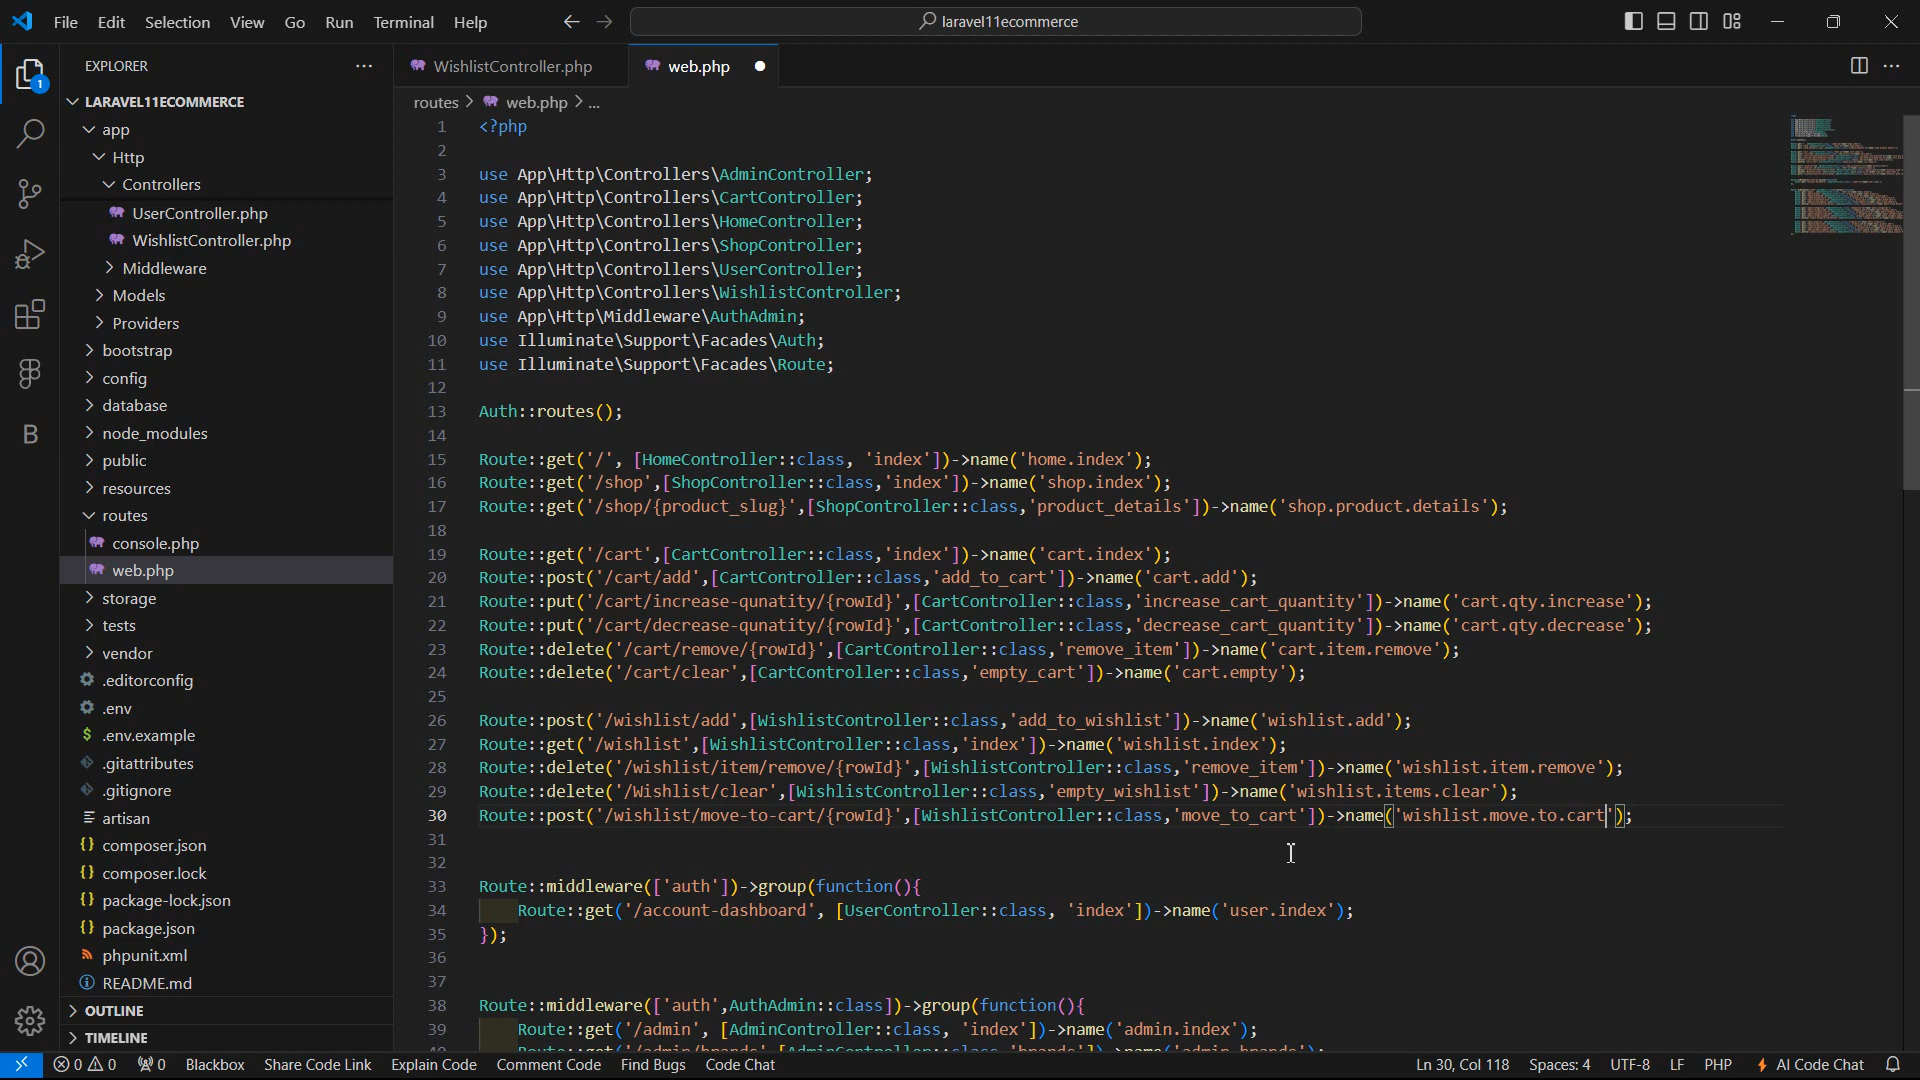 File Edit Selection View Go Run Terminal Help
laravel11ecommerce
EXPLORER
WishlistController.php
web.php
1
LARAVEL11ECOMMERCE
app
Http
Controllers
UserController.php
WishlistController.php
Middleware
Models
Providers
bootstrap
config
database
node_modules
public
resources
routes
console.php
web.php
storage
tests
vendor
.editorconfig
.env
.env.example
.gitattributes
.gitignore
artisan
composer.json
composer.lock
package-lock.json
package.json
phpunit.xml
README.md
OUTLINE
TIMELINE
routes > web.php > ...
1 <?php
2
3 use App\Http\Controllers\AdminController;
4 use App\Http\Controllers\CartController;
5 use App\Http\Controllers\HomeController;
6 use App\Http\Controllers\ShopController;
7 use App\Http\Controllers\UserController;
8 use App\Http\Controllers\WishlistController;
9 use App\Http\Middleware\AuthAdmin;
10 use Illuminate\Support\Facades\Auth;
11 use Illuminate\Support\Facades\Route;
12
13 Auth::routes();
14
15 Route::get('/', [HomeController::class, 'index'])->name('home.index');
16 Route::get('/shop',[ShopController::class,'index'])->name('shop.index');
17 Route::get('/shop/{product_slug}',[ShopController::class,'product_details'])->name('shop.product.details');
18
19 Route::get('/cart',[CartController::class,'index'])->name('cart.index');
20 Route::post('/cart/add',[CartController::class,'add_to_cart'])->name('cart.add');
21 Route::put('/cart/increase-qunatity/{rowId}',[CartController::class,'increase_cart_quantity'])->name('cart.qty.increase');
22 Route::put('/cart/decrease-qunatity/{rowId}',[CartController::class,'decrease_cart_quantity'])->name('cart.qty.decrease');
23 Route::delete('/cart/remove/{rowId}',[CartController::class,'remove_item'])->name('cart.item.remove');
24 Route::delete('/cart/clear',[CartController::class,'empty_cart'])->name('cart.empty');
25
26 Route::post('/wishlist/add',[WishlistController::class,'add_to_wishlist'])->name('wishlist.add');
27 Route::get('/wishlist',[WishlistController::class,'index'])->name('wishlist.index');
28 Route::delete('/wishlist/item/remove/{rowId}',[WishlistController::class,'remove_item'])->name('wishlist.item.remove');
29 Route::delete('/Wishlist/clear',[WishlistController::class,'empty_wishlist'])->name('wishlist.items.clear');
30 Route::post('/wishlist/move-to-cart/{rowId}',[WishlistController::class,'move_to_cart'])->name('wishlist.move.to.cart');
31
32
33 Route::middleware(['auth'])->group(function(){
34 Route::get('/account-dashboard', [UserController::class, 'index'])->name('user.index');
35 });
36
37
38 Route::middleware(['auth',AuthAdmin::class])->group(function(){
39 Route::get('/admin', [AdminController::class, 'index'])->name('admin.index');
0 0 0 Blackbox Share Code Link Explain Code Comment Code Find Bugs Code Chat Ln 30, Col 118 Spaces: 4 UTF-8 LF PHP AI Code Chat